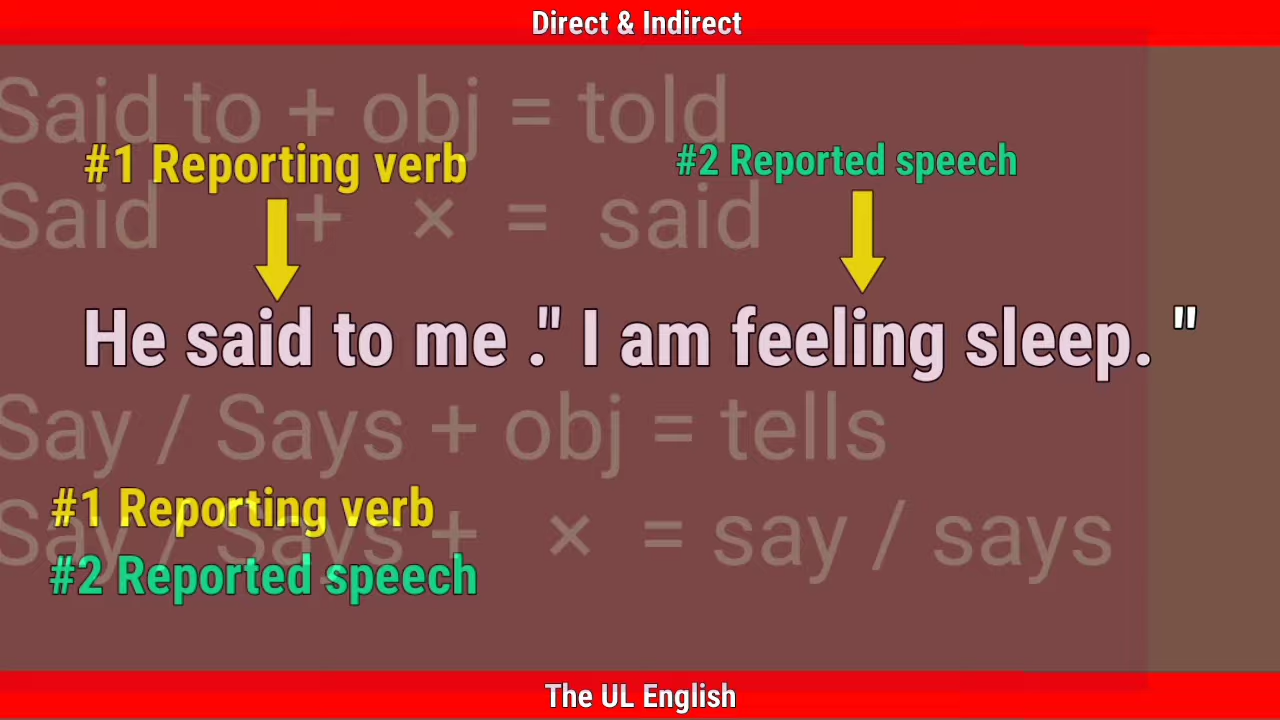 Direct & Indirect
Said to + obj = told
#1 Reporting verb
#2 Reported speech
Said + × = said
He said to me ." I am feeling sleep. "
Say / Says + obj = tells
#1 Reporting verb
Say / Says + × = say / says
#2 Reported speech
The UL English